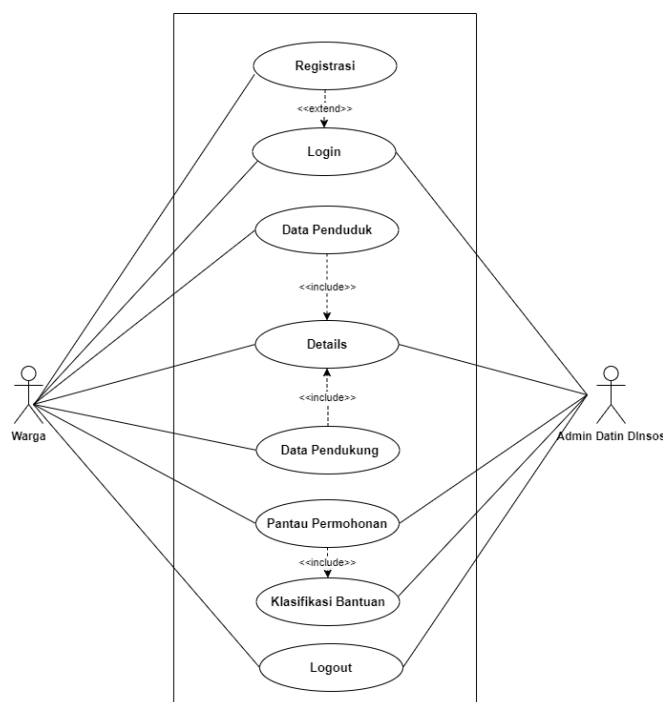 Registrasi
<<extend>>
Login
Data Penduduk
<<include>>
Details
<<include>>
Warga
Admin Datin DInsos
Data Pendukung
Pantau Permohonan
<<include>>
Klasifikasi Bantuan
Logout